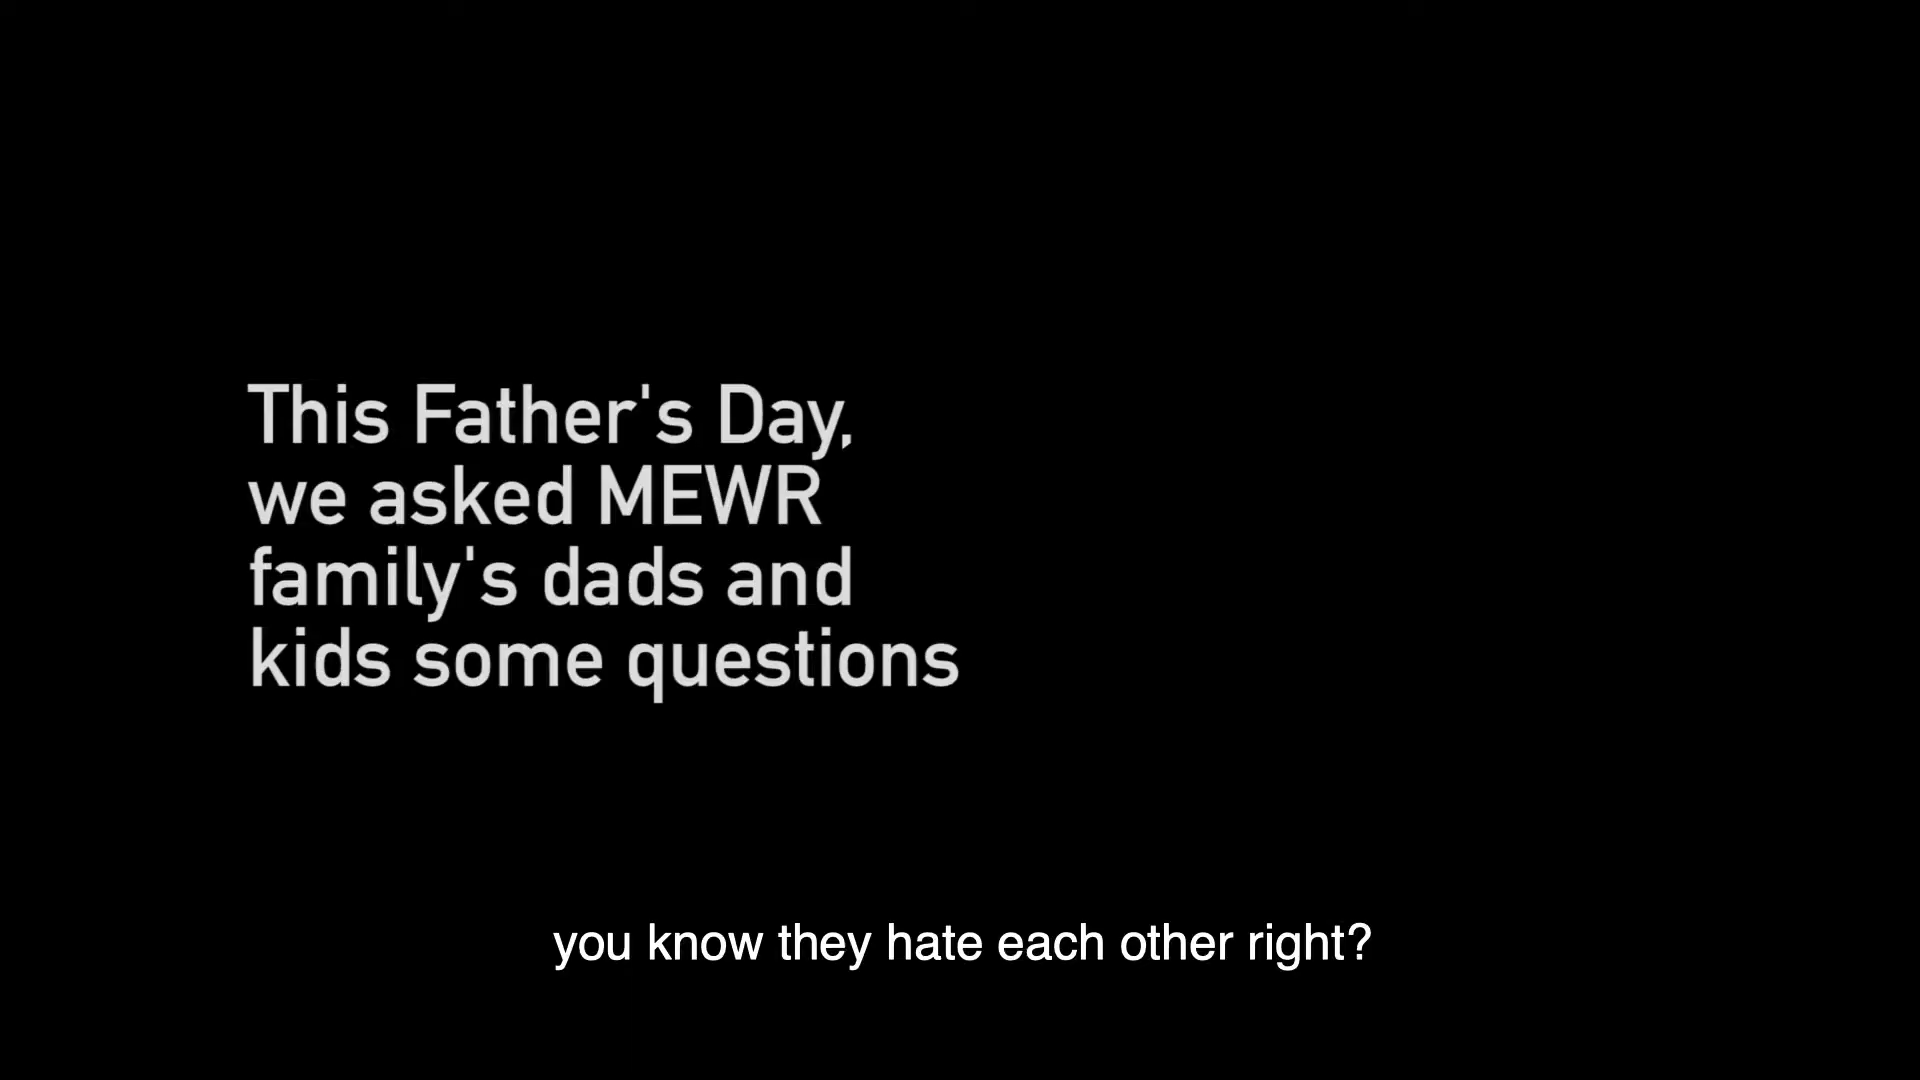 This Father's Day,
we asked MEWR
family's dads and
kids some questions
you know they hate each other right?